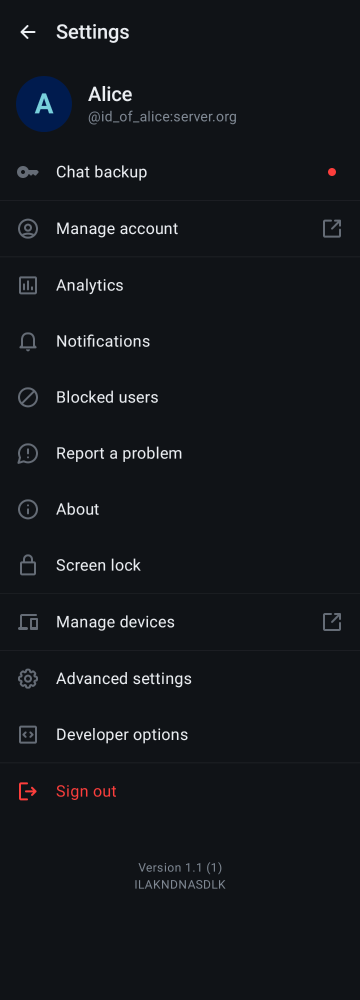 Settings
A
Alice
@id_of_alice:server.org
Chat backup
Manage account
Analytics
Notifications
Blocked users
Report a problem
About
Screen lock
Manage devices
Advanced settings
Developer options
Sign out
Version 1.1 (1)
ILAKNDNASDLK